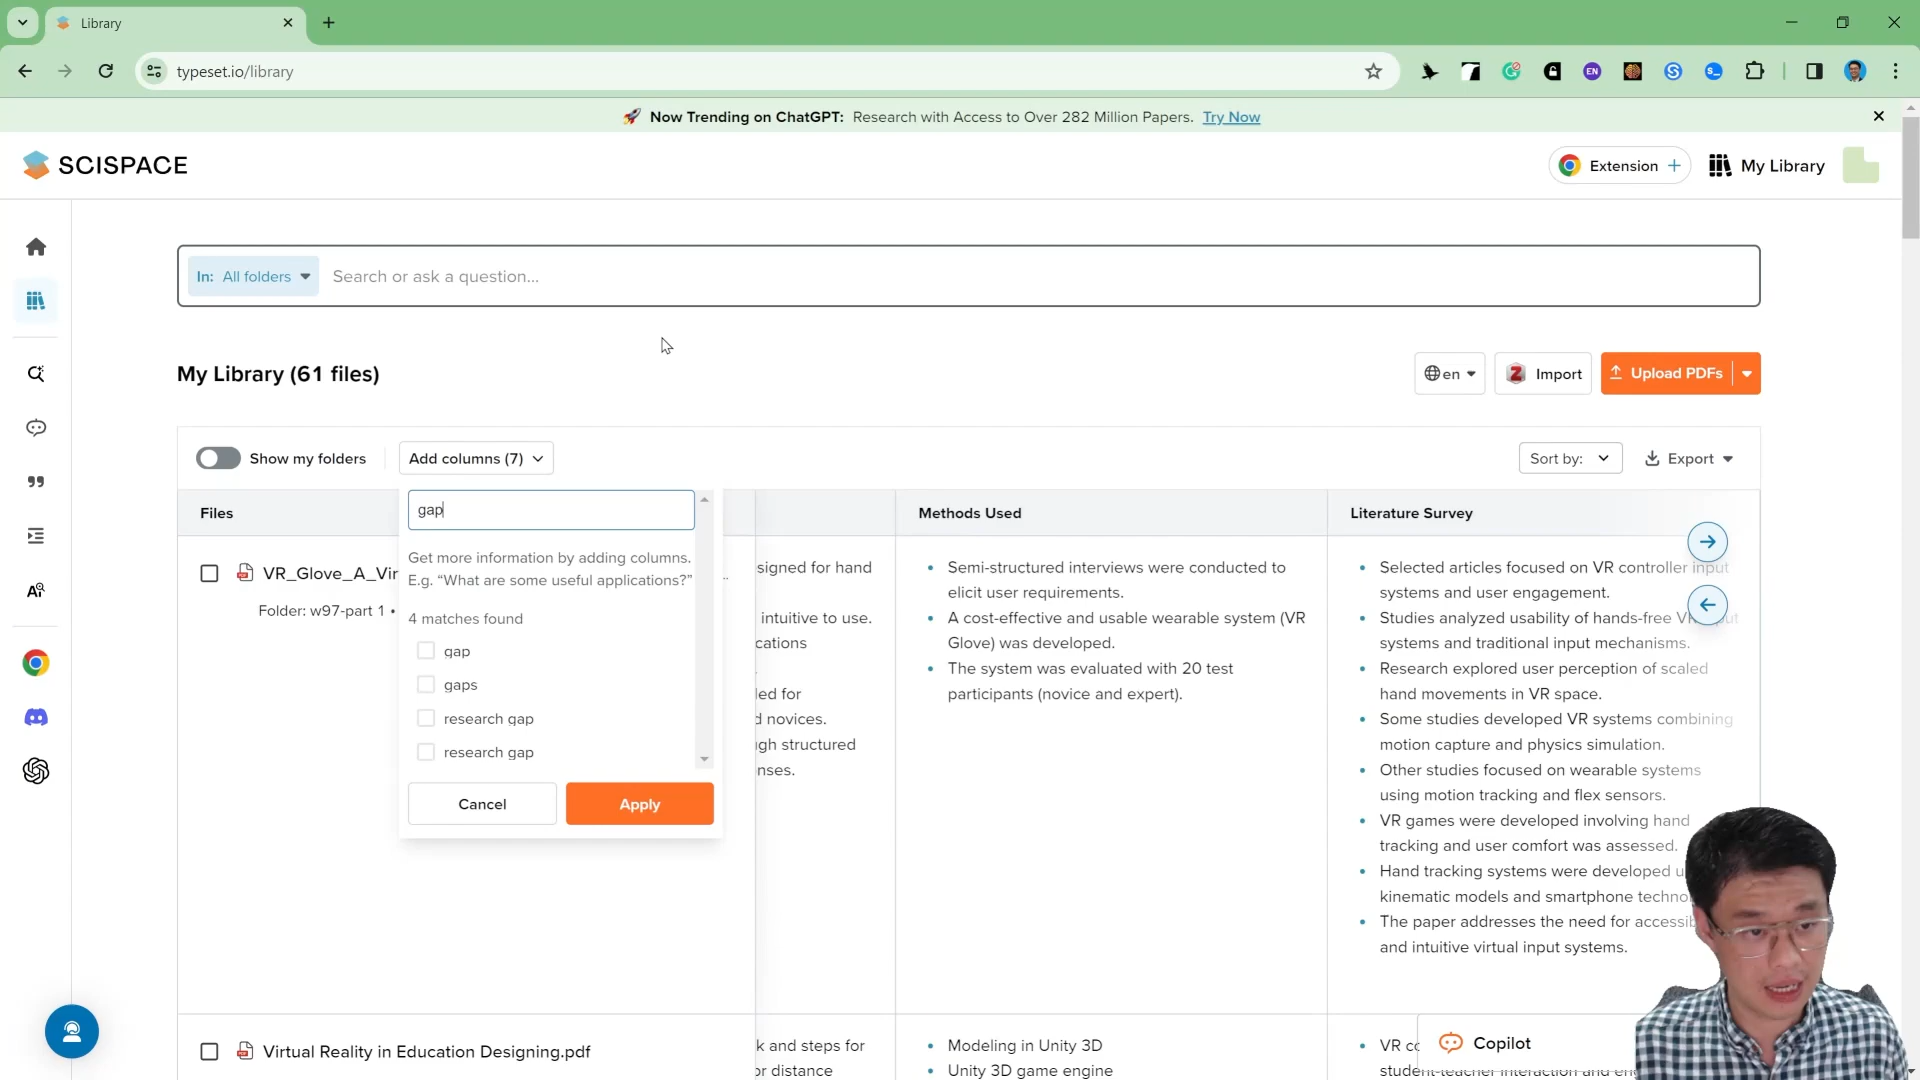 Library
typeset.io/library
EN
S_
🚀 Now Trending on ChatGPT: Research with Access to Over 282 Million Papers. Try Now
SCISPACE
Extension +
My Library
In: All folders
Search or ask a question...
My Library (61 files)
en
Z Import
Upload PDFs
Show my folders
Add columns (7)
Sort by:
Export
Files
gap
Get more information by adding columns.
E.g. “What are some useful applications?”
4 matches found
gap
gaps
research gap
research gap
Cancel
Apply
VR_Glove_A_Vir
...
Folder: w97-part 1 •
signed for hand
intuitive to use.
cations
led for
d novices.
gh structured
nses.
Methods Used
• Semi-structured interviews were conducted to
elicit user requirements.
• A cost-effective and usable wearable system (VR
Glove) was developed.
• The system was evaluated with 20 test
participants (novice and expert).
Literature Survey
• Selected articles focused on VR controller input
systems and user engagement.
• Studies analyzed usability of hands-free VR input
systems and traditional input mechanisms.
• Research explored user perception of scaled
hand movements in VR space.
• Some studies developed VR systems combining
motion capture and physics simulation.
• Other studies focused on wearable systems
using motion tracking and flex sensors.
• VR games were developed involving hand
tracking and user comfort was assessed.
• Hand tracking systems were developed u
kinematic models and smartphone techno
• The paper addresses the need for accessib
and intuitive virtual input systems.
Virtual Reality in Education Designing.pdf
k and steps for
or distance
• Modeling in Unity 3D
• Unity 3D game engine
• VR
student-teacher interaction and
Copilot